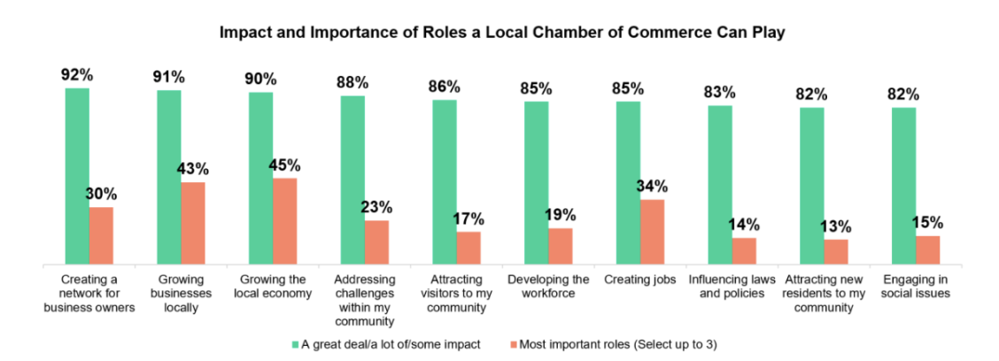 Impact and Importance of Roles a Local Chamber of Commerce Can Play
92%
91%
90%
88%
86%
85%
85%
83%
82%
82%
30%
43%
45%
23%
17%
19%
34%
14%
13%
15%
Creating a
network for
business owners
Growing
businesses
locally
Growing the
local economy
Addressing
challenges
within my
community
Attracting
visitors to my
community
Developing the
workforce
Creating jobs
Influencing laws
and policies
Attracting new
residents to my
community
Engaging in
social issues
A great deal/a lot of/some impact
Most important roles (Select up to 3)